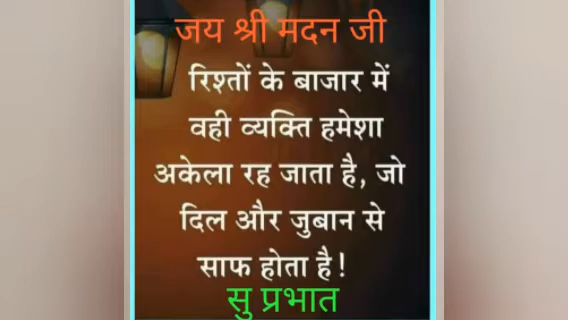 जय श्री मदन जी
रिश्तों के बाजार में
वही व्यक्ति हमेशा
अकेला रह जाता है, जो
दिल और जुबान से
साफ होता है!
सु प्रभात